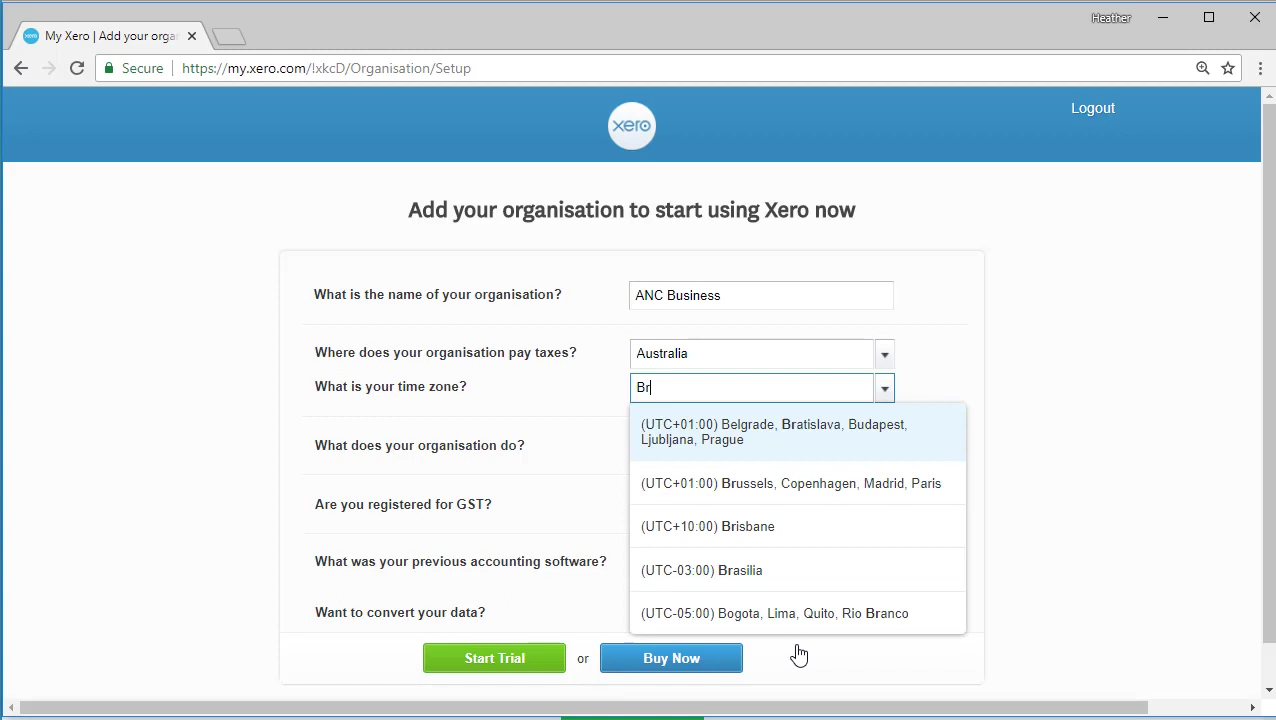 Heather
My Xero | Add your orga
Secure https://my.xero.com/!xkcD/Organisation/Setup
Logout
xero
Add your organisation to start using Xero now
What is the name of your organisation? ANC Business
Where does your organisation pay taxes? Australia
What is your time zone? Br
(UTC+01:00) Belgrade, Bratislava, Budapest,
Ljubljana, Prague
What does your organisation do?
(UTC+01:00) Brussels, Copenhagen, Madrid, Paris
Are you registered for GST?
(UTC+10:00) Brisbane
What was your previous accounting software?
(UTC-03:00) Brasilia
Want to convert your data?
(UTC-05:00) Bogota, Lima, Quito, Rio Branco
Start Trial or Buy Now